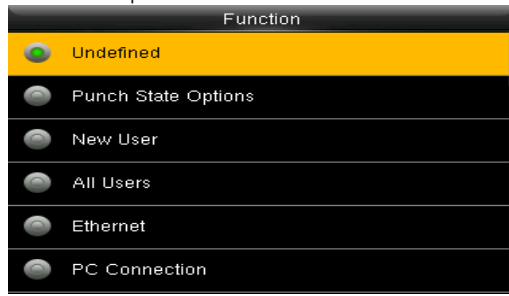 Function
Undefined
Punch State Options
New User
All Users
Ethernet
PC Connection